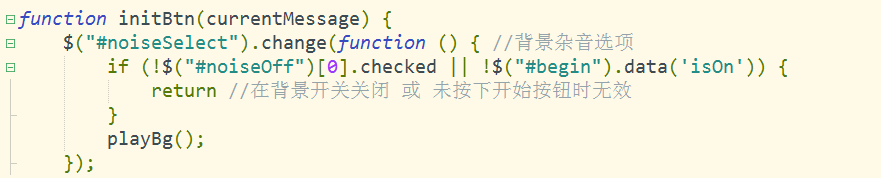 function initBtn(currentMessage) {
$("#noiseSelect").change(function () { //背景杂音选项
if (!$("#noiseOff")[0].checked || !$("#begin").data('isOn')) {
return //在背景开关关闭 或 未按下开始按钮时无效
}
playBg();
});